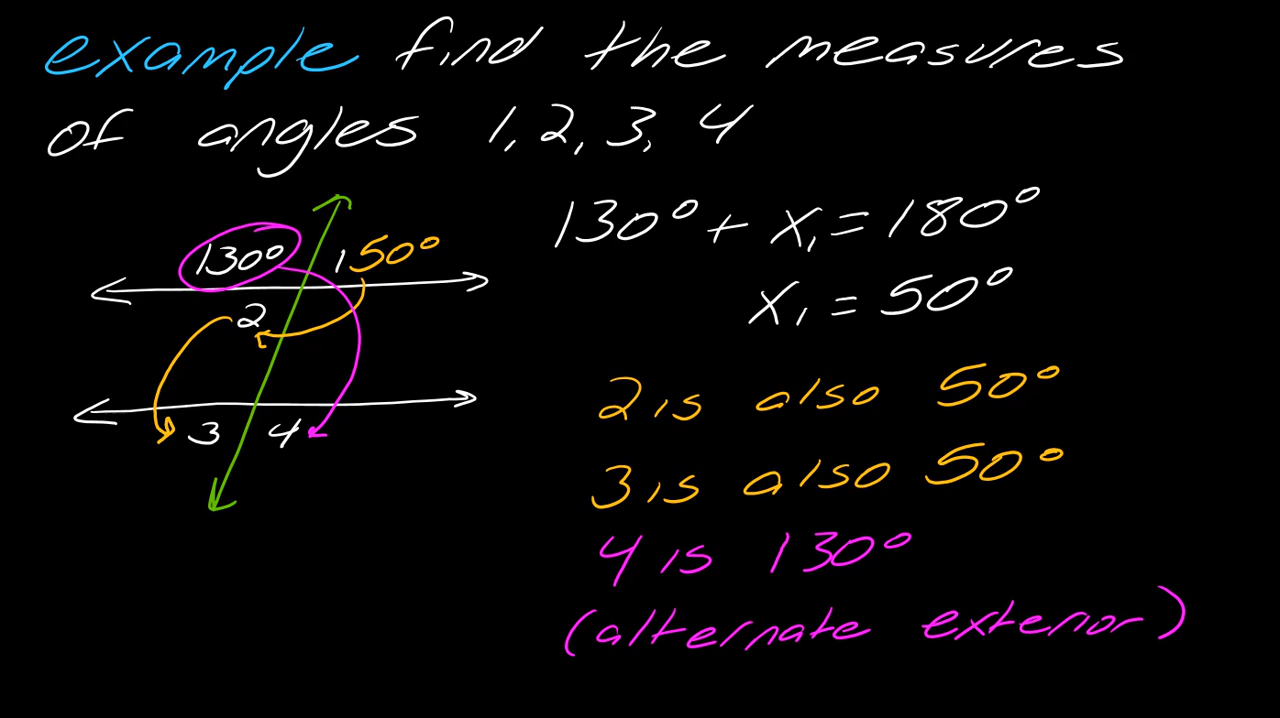 example find the measures
of angles 1, 2, 3, 4
130° 1 50°
2
3 4
130° + x₁ = 180°
x₁ = 50°
2 is also 50°
3 is also 50°
4 is 130°
(alternate exterior)